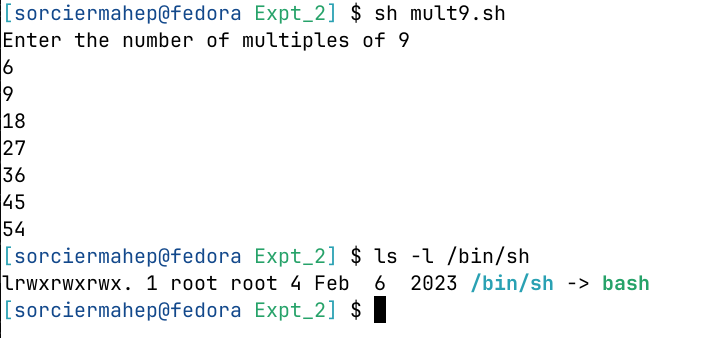 [sorciermahep@fedora Expt_2] $ sh mult9.sh
Enter the number of multiples of 9
6
9
18
27
36
45
54
[sorciermahep@fedora Expt_2] $ ls -l /bin/sh
lrwxrwxrwx. 1 root root 4 Feb  6  2023 /bin/sh -> bash
[sorciermahep@fedora Expt_2] $